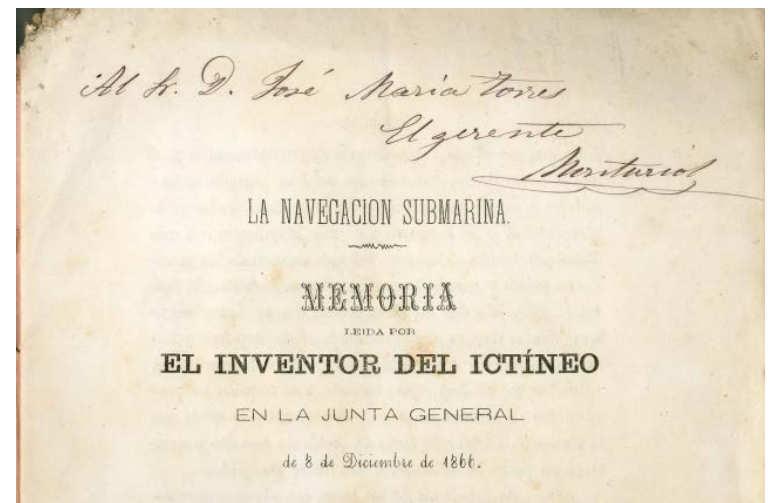 Al Sr. D. José Maria Torres
El gerente
Monturiol
LA NAVEGACION SUBMARINA.
MEMORIA
LEIDA POR
EL INVENTOR DEL ICTÍNEO
EN LA JUNTA GENERAL
de 8 de Diciembre de 1866.